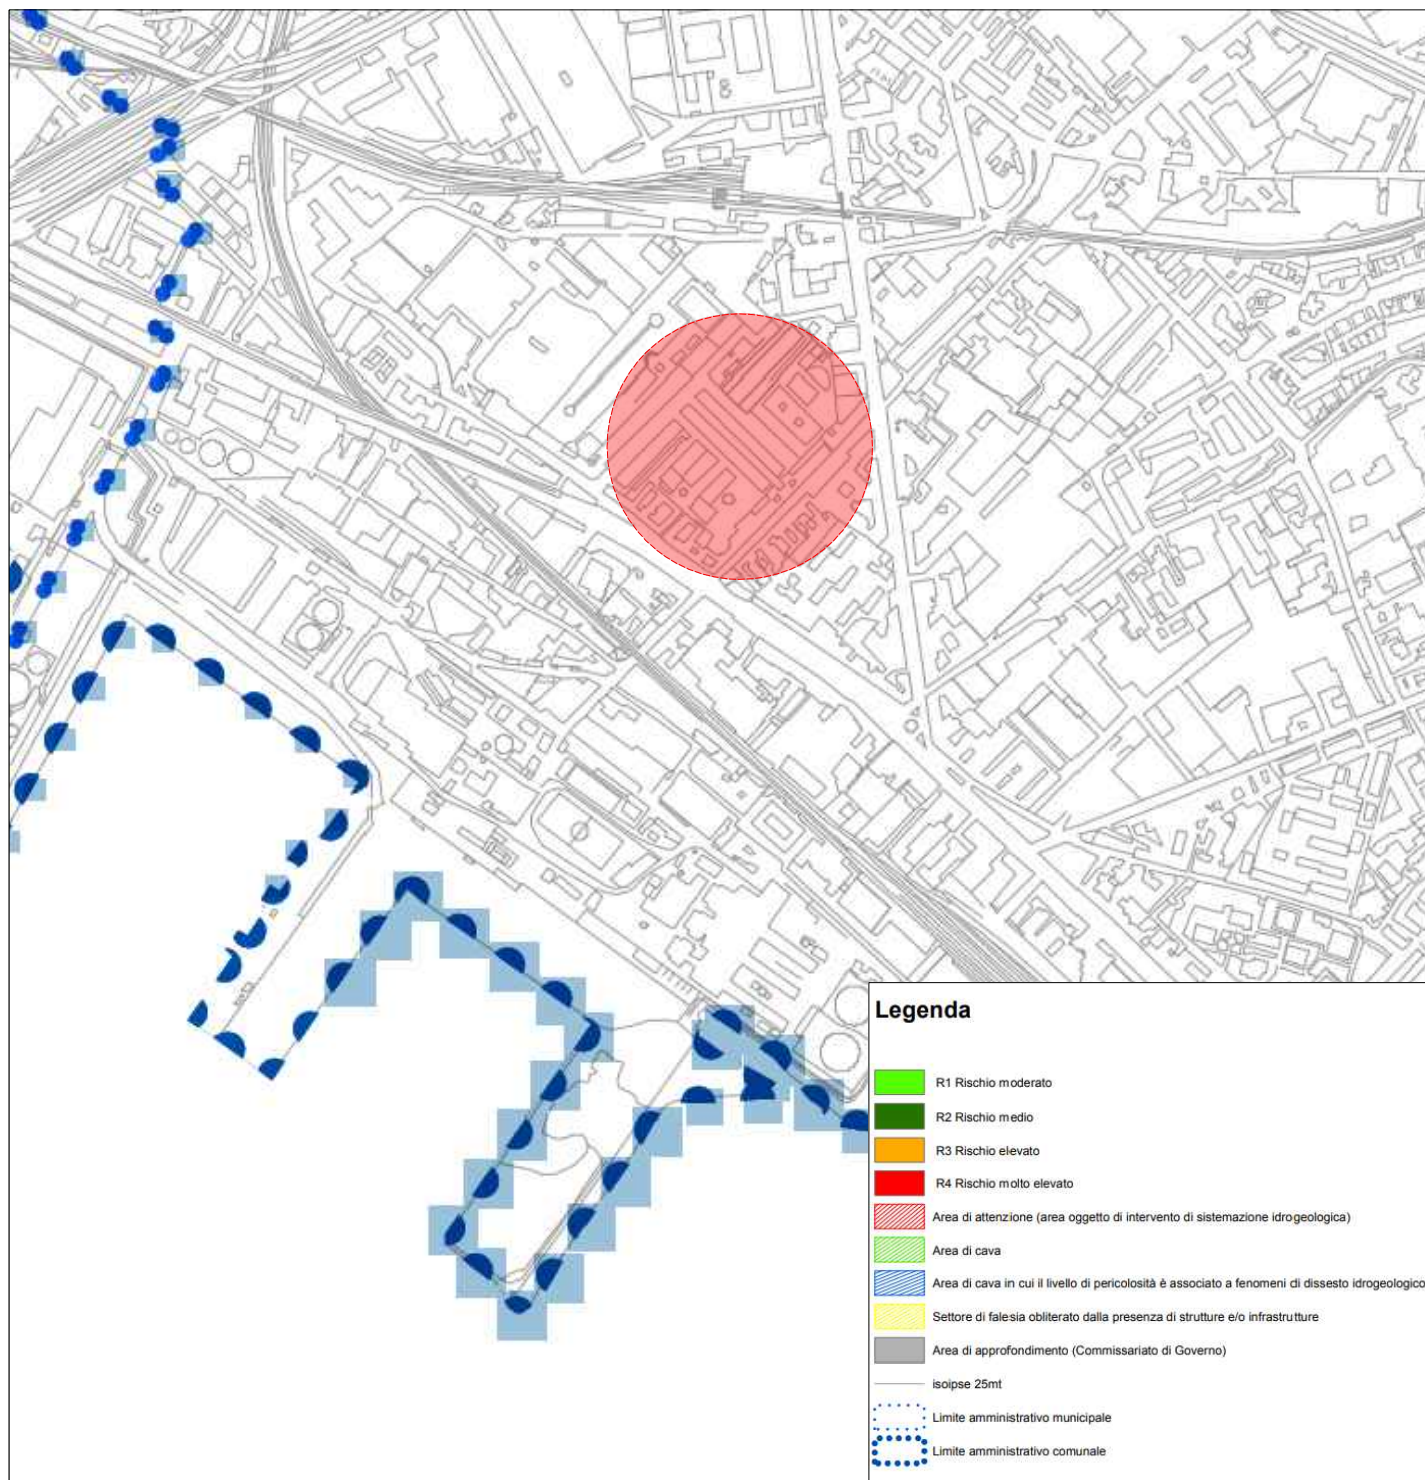 Legenda
R1 Rischio moderato
R2 Rischio medio
R3 Rischio elevato
R4 Rischio molto elevato
Area di attenzione (area oggetto di intervento di sistemazione idrogeologica)
Area di cava
Area di cava in cui il livello di pericolosità è associato a fenomeni di dissesto idrogeologico
Settore di falesia obliterato dalla presenza di strutture e/o infrastrutture
Area di approfondimento (Commissariato di Governo)
isoipse 25mt
Limite amministrativo municipale
Limite amministrativo comunale